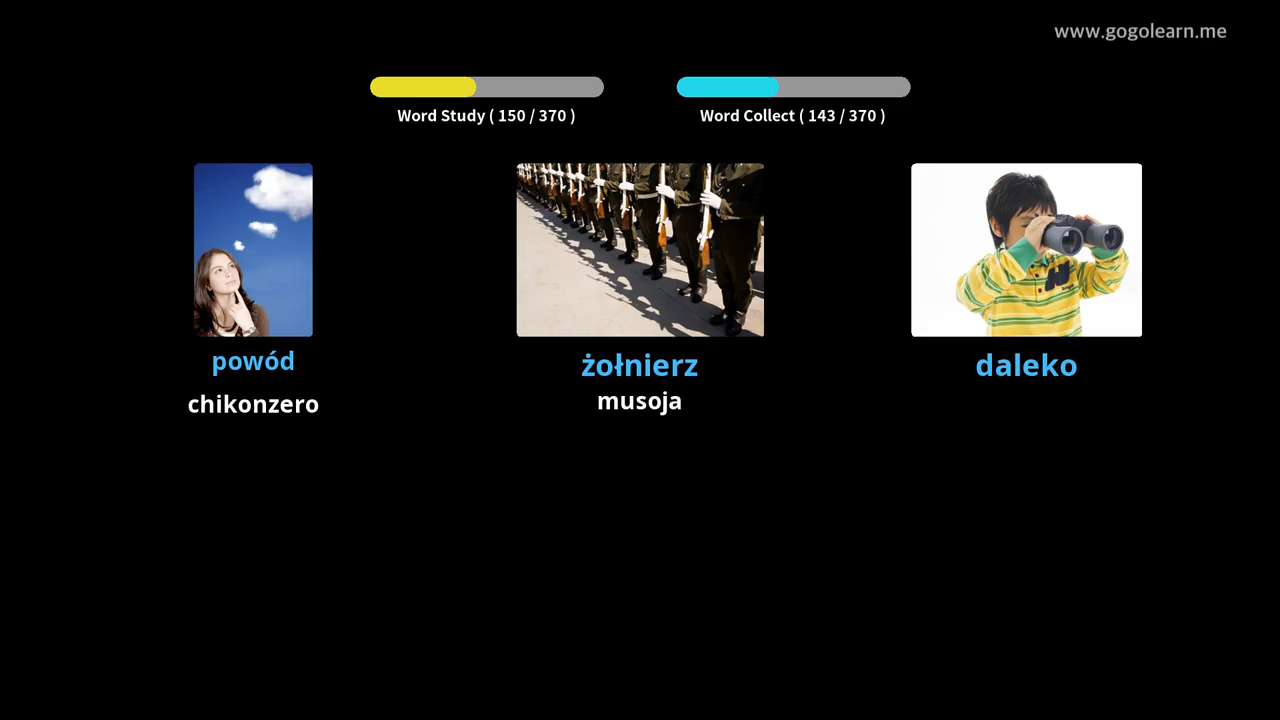 www.gogolearn.me
Word Study ( 150 / 370 )
Word Collect ( 143 / 370 )
powód
żołnierz
daleko
chikonzero
musoja